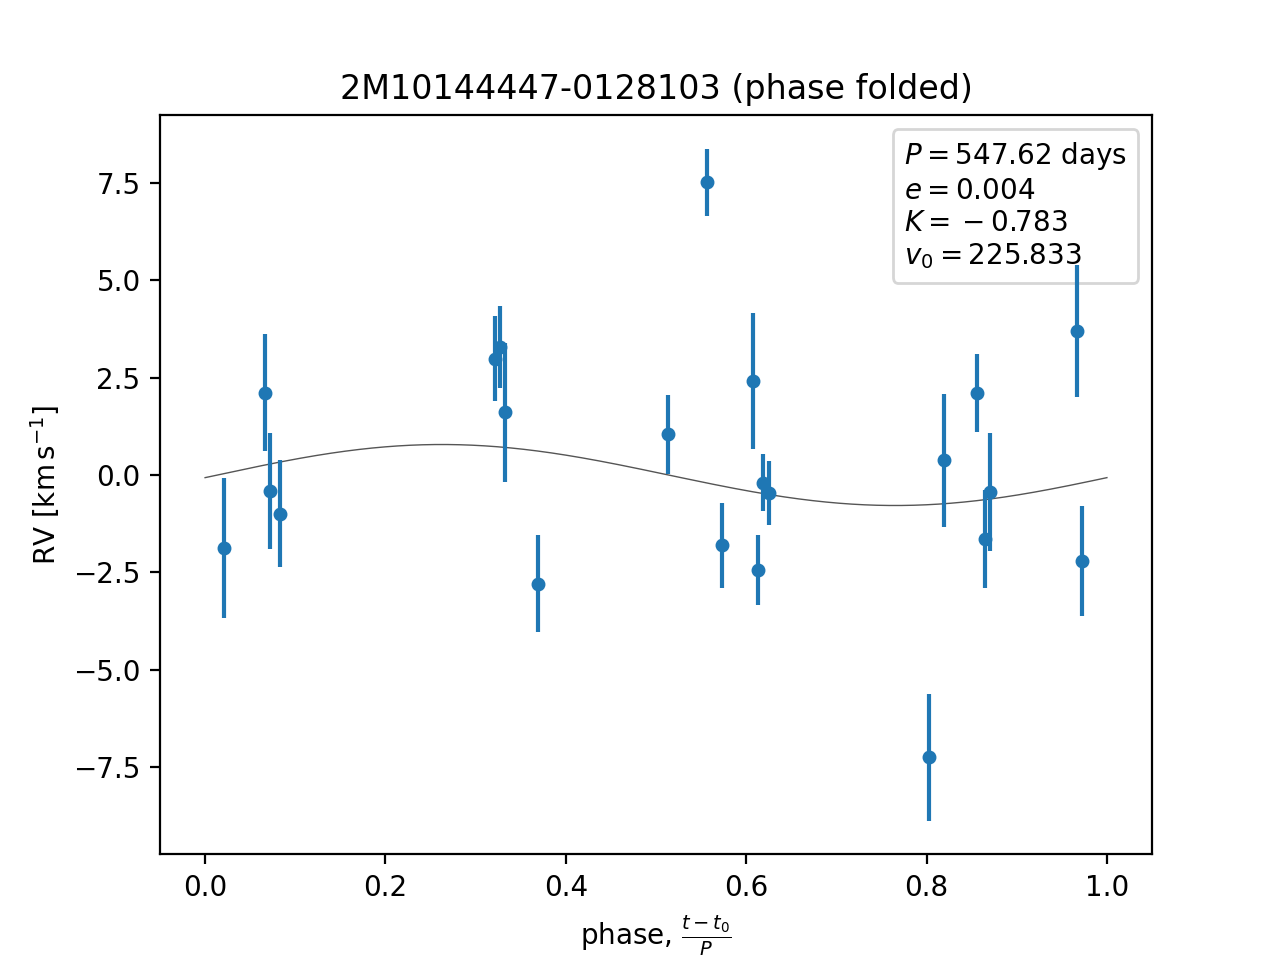 2M10144447-0128103 (phase folded)
P = 547.62 days
e = 0.004
K = −0.783
v₀ = 225.833
RV [km s⁻¹]
7.5
5.0
2.5
0.0
−2.5
−5.0
−7.5
0.0 0.2 0.4 0.6 0.8 1.0
phase, (t − t₀)/P